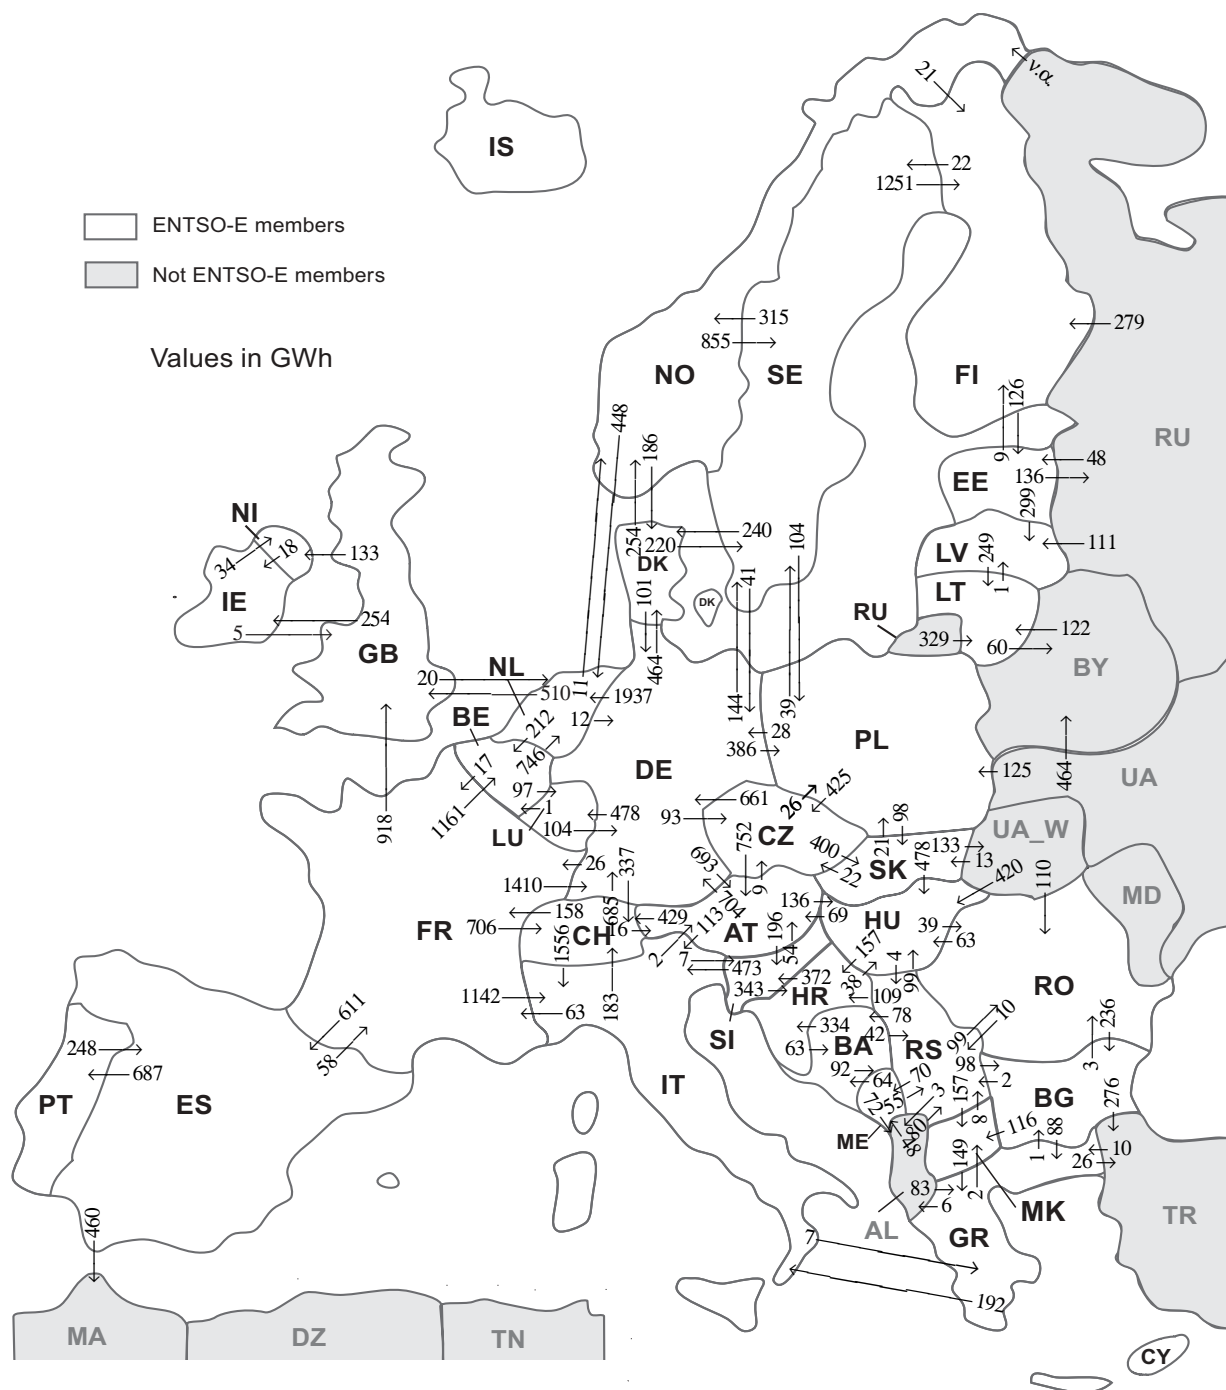 21
ν.α
IS
22
1251
ENTSO-E members
Not ENTSO-E members
315
279
855
Values in GWh
NO
SE
FI
126
448
RU
186
9
48
136
EE
299
NI
254
240
104
18
133
220
249
111
34
DK
LV
41
101
1
IE
DK
LT
RU
254
5
329
122
60
GB
464
BY
NL
20
510
11
1937
144
39
BE
212
12
28
PL
746
386
17
DE
125
464
UA
97
425
1161
1
661
26
918
LU
104
478
93
CZ
98
UA_W
752
400
21
133
26
337
693
SK
478
13
22
420
110
1410
9
MD
685
704
136
158
429
113
69
HU
706
FR
1556
CH
16
AT
196
39
157
4
63
2
7
54
473
372
38
99
RO
1142
343
HR
109
183
63
611
78
10
236
SI
334
42
99
248
58
63
BA
RS
98
3
92
70
687
IT
64
157
2
PT
ES
72
55
3
8
BG
276
ME
80
116
88
48
149
1
10
26
83
2
460
6
MK
AL
TR
7
GR
192
MA
DZ
TN
CY